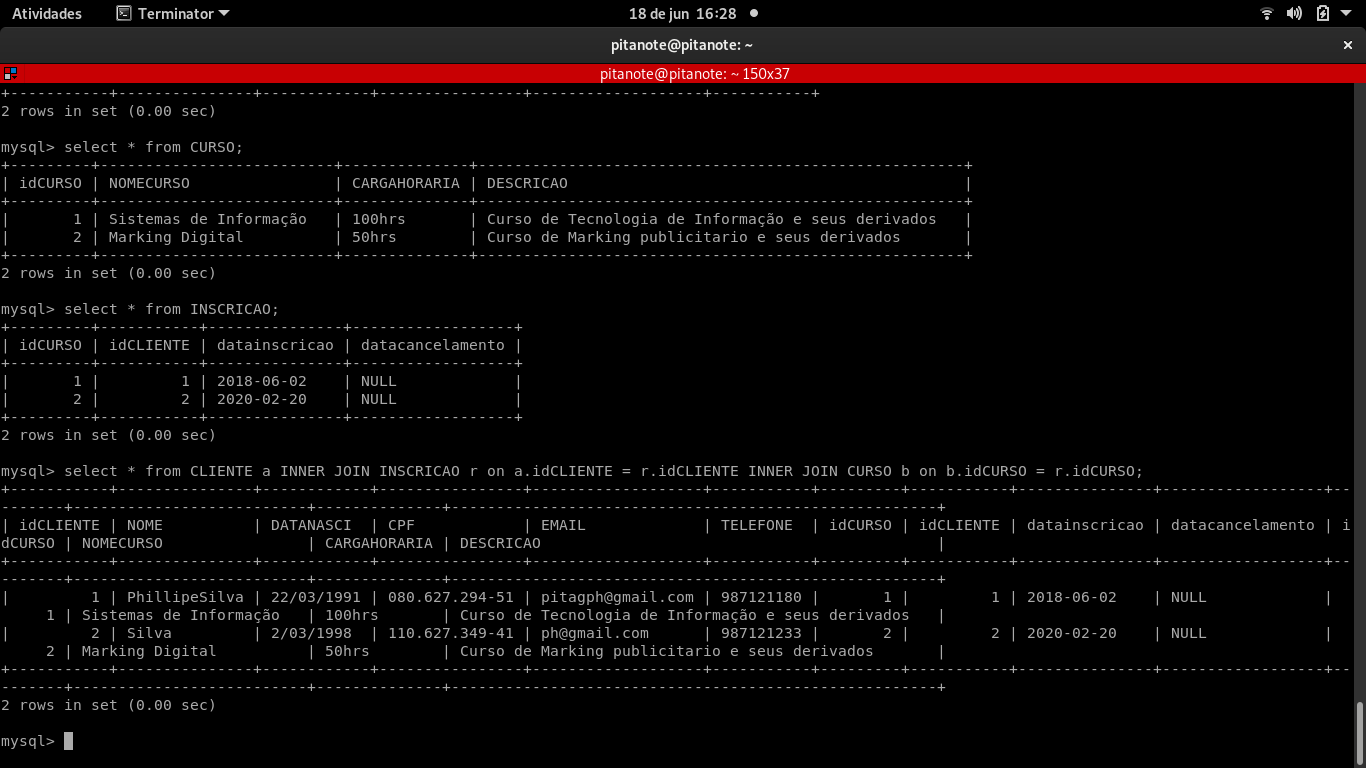 Atividades Terminator 18 de jun 16:28
pitanote@pitanote: ~ ×
pitanote@pitanote: ~ 150x37
+-----------+---------------+------------+----------------+-------------------+-----------+
2 rows in set (0.00 sec)
mysql> select * from CURSO;
+---------+--------------------------+--------------+------------------------------------------------------+
| idCURSO | NOMECURSO                | CARGAHORARIA | DESCRICAO                                            |
+---------+--------------------------+--------------+------------------------------------------------------+
|       1 | Sistemas de Informação   | 100hrs       | Curso de Tecnologia de Informação e seus derivados   |
|       2 | Marking Digital          | 50hrs        | Curso de Marking publicitario e seus derivados       |
+---------+--------------------------+--------------+------------------------------------------------------+
2 rows in set (0.00 sec)
mysql> select * from INSCRICAO;
+---------+-----------+---------------+------------------+
| idCURSO | idCLIENTE | datainscricao | datacancelamento |
+---------+-----------+---------------+------------------+
|       1 |         1 | 2018-06-02    | NULL             |
|       2 |         2 | 2020-02-20    | NULL             |
+---------+-----------+---------------+------------------+
2 rows in set (0.00 sec)
mysql> select * from CLIENTE a INNER JOIN INSCRICAO r on a.idCLIENTE = r.idCLIENTE INNER JOIN CURSO b on b.idCURSO = r.idCURSO;
+-----------+---------------+------------+----------------+-------------------+-----------+---------+-----------+---------------+------------------+--
-------+--------------------------+--------------+------------------------------------------------------+
| idCLIENTE | NOME          | DATANASCI  | CPF            | EMAIL             | TELEFONE  | idCURSO | idCLIENTE | datainscricao | datacancelamento | i
dCURSO | NOMECURSO                | CARGAHORARIA | DESCRICAO                                            |
+-----------+---------------+------------+----------------+-------------------+-----------+---------+-----------+---------------+------------------+--
-------+--------------------------+--------------+------------------------------------------------------+
|         1 | PhillipeSilva | 22/03/1991 | 080.627.294-51 | pitagph@gmail.com | 987121180 |       1 |         1 | 2018-06-02    | NULL             |
     1 | Sistemas de Informação   | 100hrs       | Curso de Tecnologia de Informação e seus derivados   |
|         2 | Silva         | 2/03/1998  | 110.627.349-41 | ph@gmail.com      | 987121233 |       2 |         2 | 2020-02-20    | NULL             |
     2 | Marking Digital          | 50hrs        | Curso de Marking publicitario e seus derivados       |
+-----------+---------------+------------+----------------+-------------------+-----------+---------+-----------+---------------+------------------+--
-------+--------------------------+--------------+------------------------------------------------------+
2 rows in set (0.00 sec)
mysql>